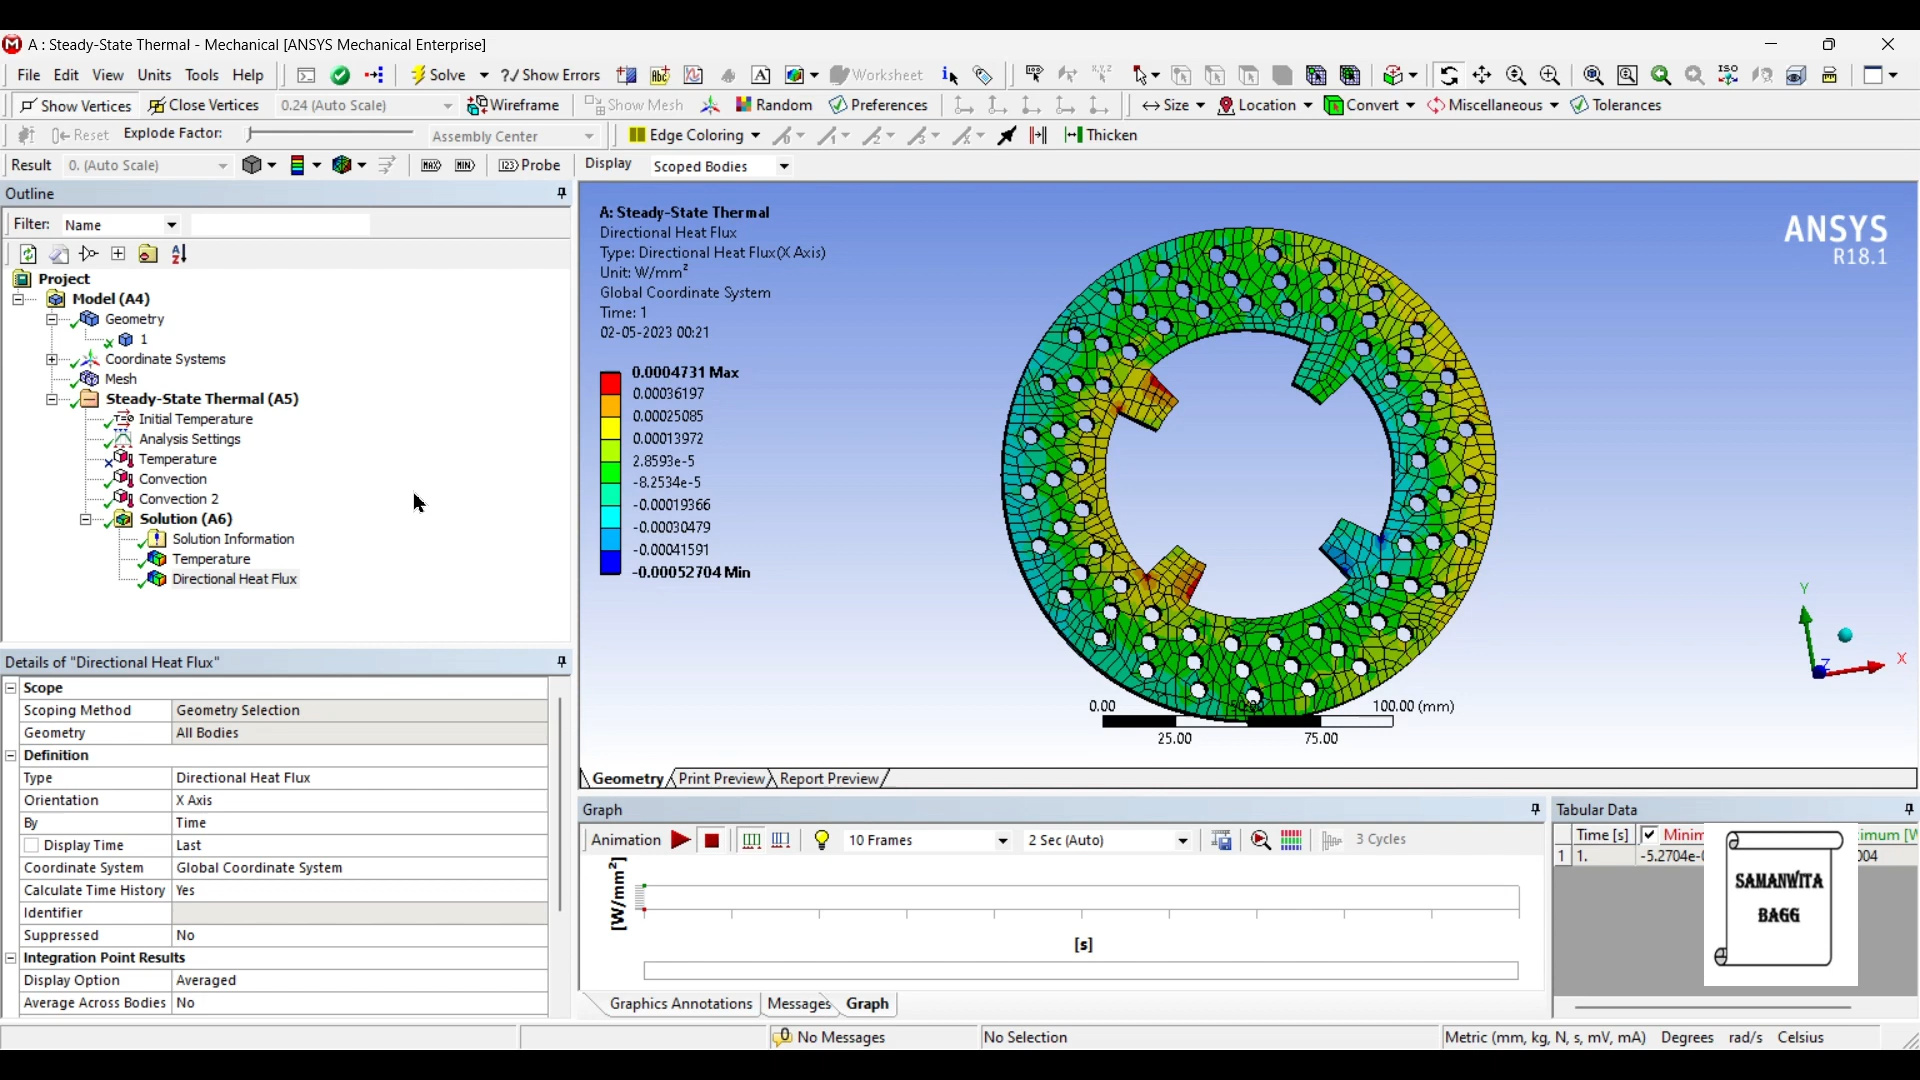 A : Steady-State Thermal - Mechanical [ANSYS Mechanical Enterprise]
File Edit View Units Tools Help Solve ?/ Show Errors Worksheet
Show Vertices Close Vertices 0.24 (Auto Scale) Wireframe Show Mesh Random Preferences Size Location Convert Miscellaneous Tolerances
Reset Explode Factor: Assembly Center Edge Coloring Thicken
Result 0. (Auto Scale) MAX MIN Probe Display Scoped Bodies
Outline
Filter: Name
Project
Model (A4)
Geometry
1
Coordinate Systems
Mesh
Steady-State Thermal (A5)
Initial Temperature
Analysis Settings
Temperature
Convection
Convection 2
Solution (A6)
Solution Information
Temperature
Directional Heat Flux
Details of "Directional Heat Flux"
Scope
Scoping Method Geometry Selection
Geometry All Bodies
Definition
Type Directional Heat Flux
Orientation X Axis
By Time
Display Time Last
Coordinate System Global Coordinate System
Calculate Time History Yes
Identifier
Suppressed No
Integration Point Results
Display Option Averaged
Average Across Bodies No
A: Steady-State Thermal
Directional Heat Flux
Type: Directional Heat Flux(X Axis)
Unit: W/mm²
Global Coordinate System
Time: 1
02-05-2023 00:21
0.0004731 Max
0.00036197
0.00025085
0.00013972
2.8593e-5
-8.2534e-5
-0.00019366
-0.00030479
-0.00041591
-0.00052704 Min
ANSYS
R18.1
Y
X
Z
0.00 50.00 100.00 (mm)
25.00 75.00
Geometry Print Preview Report Preview
Graph
Animation 10 Frames 2 Sec (Auto) 3 Cycles
[W/mm²]
[s]
Graphics Annotations Messages Graph
Tabular Data
Time [s]
1 1.
SAMANWITA
BAGG
0 No Messages No Selection Metric (mm, kg, N, s, mV, mA) Degrees rad/s Celsius